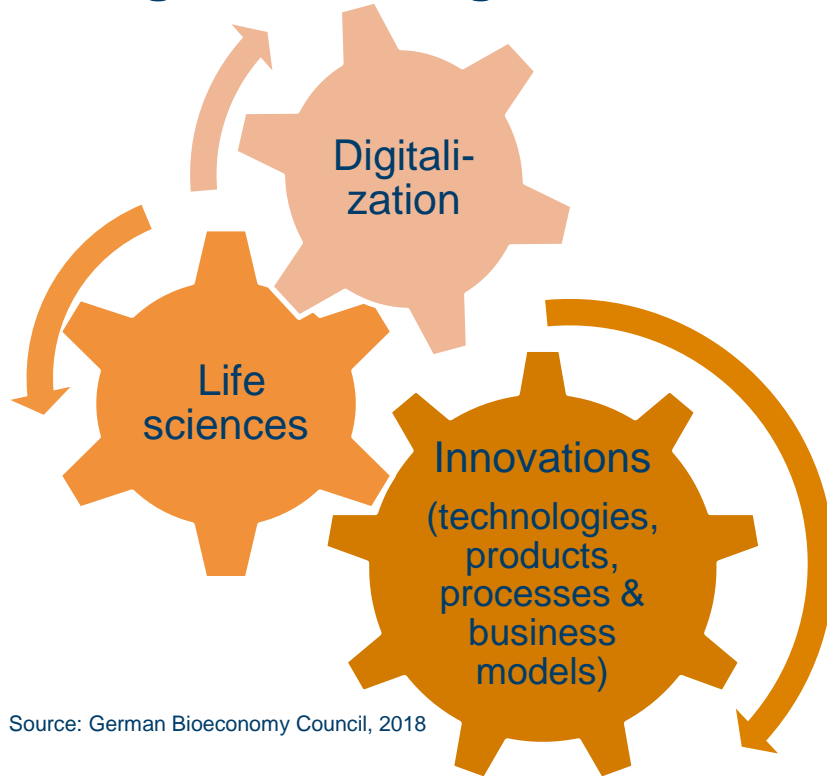 Digitali-
zation
Life
sciences
Innovations
(technologies,
products,
processes &
business
models)
Source: German Bioeconomy Council, 2018